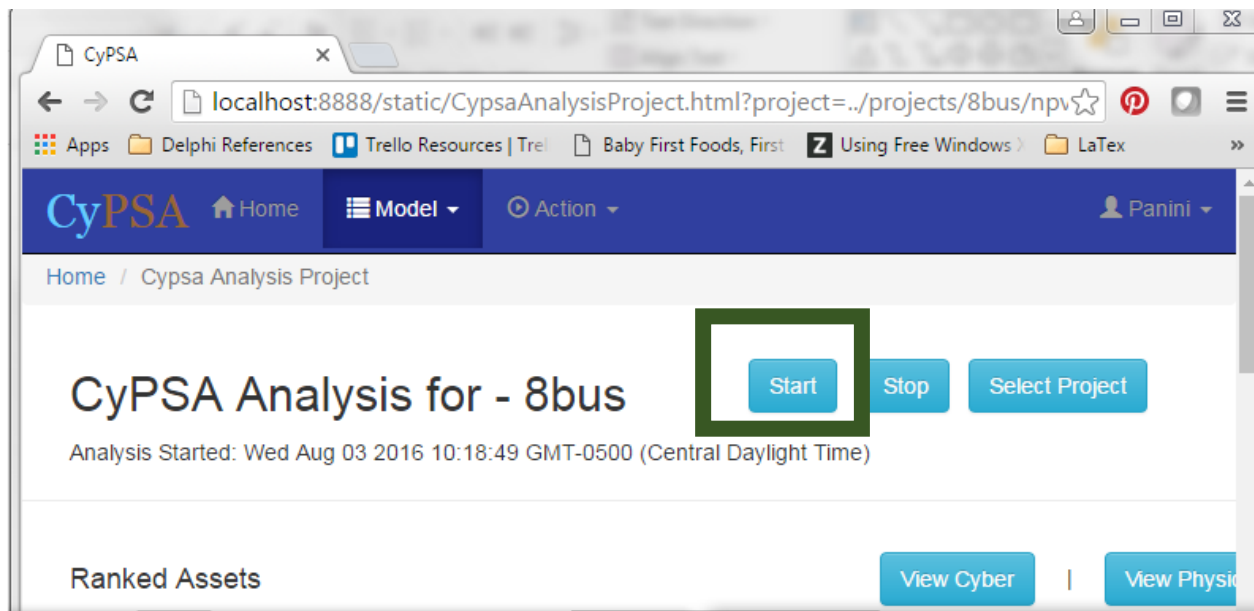 CyPSA
localhost:8888/static/CypsaAnalysisProject.html?project=../projects/8bus/npv
Apps Delphi References Trello Resources | Trel Baby First Foods, First Using Free Windows LaTex »
CyPSA Home Model Action Panini
Home / Cypsa Analysis Project
CyPSA Analysis for - 8bus Start Stop Select Project
Analysis Started: Wed Aug 03 2016 10:18:49 GMT-0500 (Central Daylight Time)
Ranked Assets View Cyber | View Physic